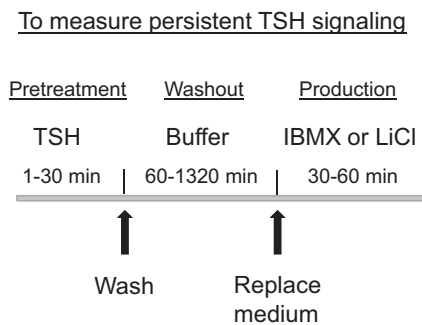 To measure persistent TSH signaling
Pretreatment Washout Production
TSH Buffer IBMX or LiCl
1-30 min 60-1320 min 30-60 min
Wash Replace
medium